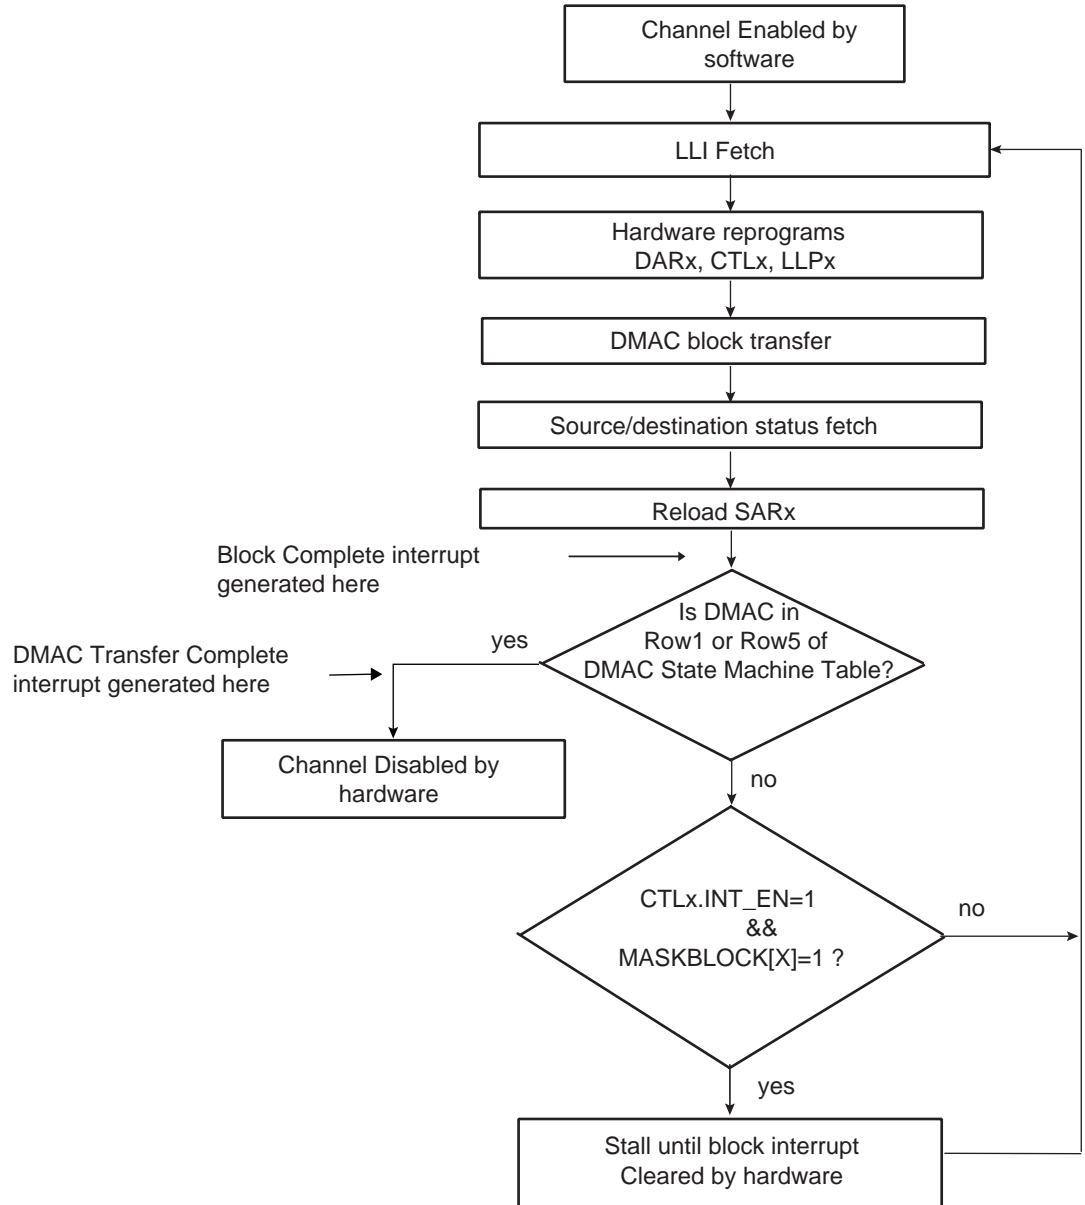 Channel Enabled by
software
LLI Fetch
Hardware reprograms
DARx, CTLx, LLPx
DMAC block transfer
Source/destination status fetch
Reload SARx
Block Complete interrupt
generated here
Is DMAC in
Row1 or Row5 of
DMAC State Machine Table?
yes
DMAC Transfer Complete
interrupt generated here
Channel Disabled by
hardware
no
CTLx.INT_EN=1
&&
MASKBLOCK[X]=1 ?
no
yes
Stall until block interrupt
Cleared by hardware